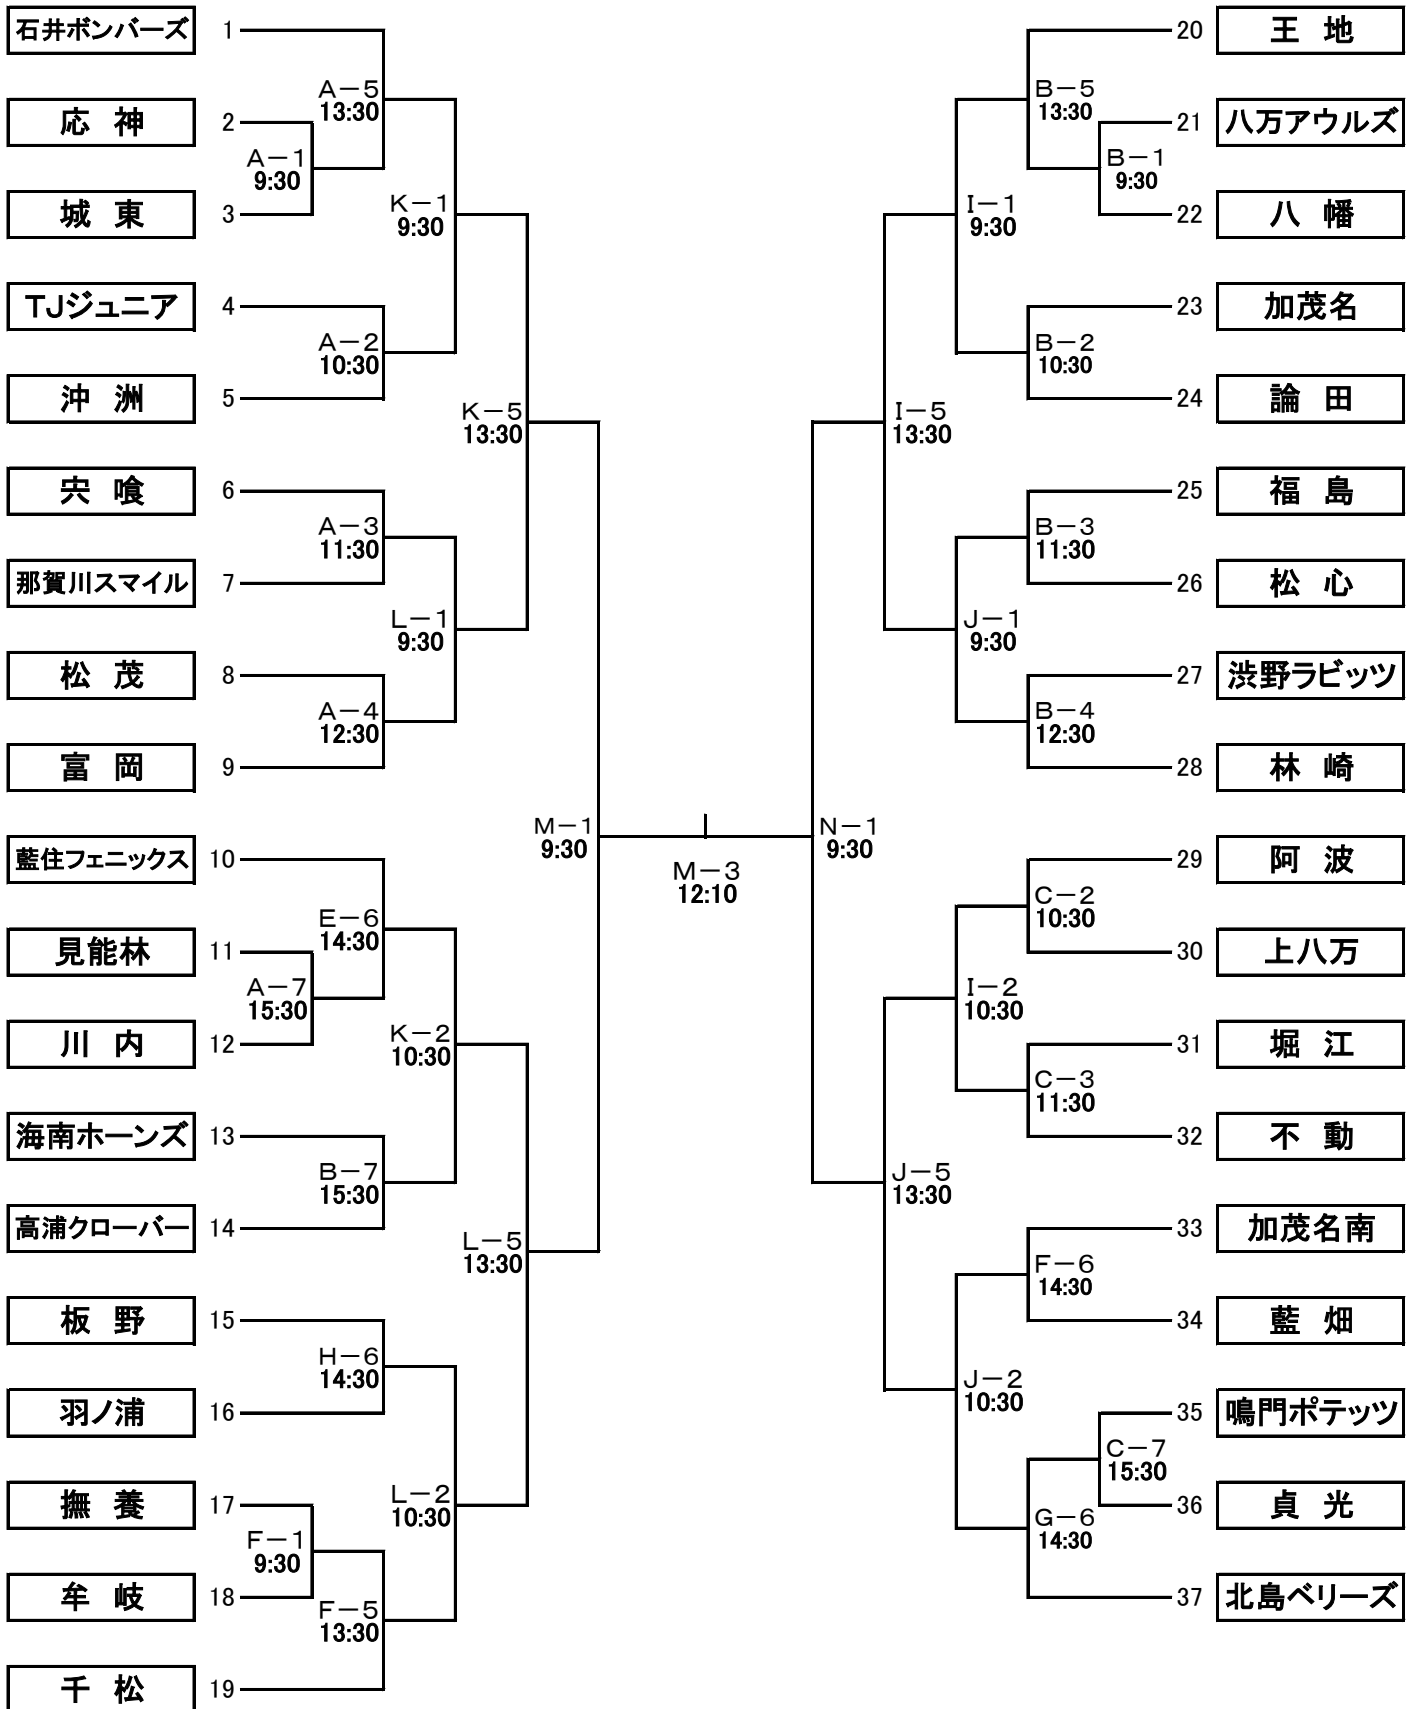 石井ボンバーズ 1
A-5
13:30
応 神 2
A-1
9:30
城 東 3
K-1
9:30
TJジュニア 4
A-2
10:30
沖 洲 5
K-5
13:30
宍 喰 6
A-3
11:30
那賀川スマイル 7
L-1
9:30
松 茂 8
A-4
12:30
富 岡 9
M-1
9:30
藍住フェニックス 10
E-6
14:30
見能林 11
A-7
15:30
川 内 12
K-2
10:30
海南ホーンズ 13
B-7
15:30
高浦クローバー 14
L-5
13:30
板 野 15
H-6
14:30
羽ノ浦 16
撫 養 17
L-2
10:30
F-1
9:30
牟 岐 18
F-5
13:30
千 松 19
M-3
12:10
20 王 地
B-5
13:30
21 八万アウルズ
B-1
9:30
22 八 幡
I-1
9:30
23 加茂名
B-2
10:30
24 論 田
I-5
13:30
25 福 島
B-3
11:30
26 松 心
J-1
9:30
27 渋野ラビッツ
B-4
12:30
28 林 崎
N-1
9:30
29 阿 波
C-2
10:30
30 上八万
I-2
10:30
31 堀 江
C-3
11:30
32 不 動
J-5
13:30
33 加茂名南
F-6
14:30
34 藍 畑
J-2
10:30
35 鳴門ポテッツ
C-7
15:30
36 貞 光
G-6
14:30
37 北島ベリーズ